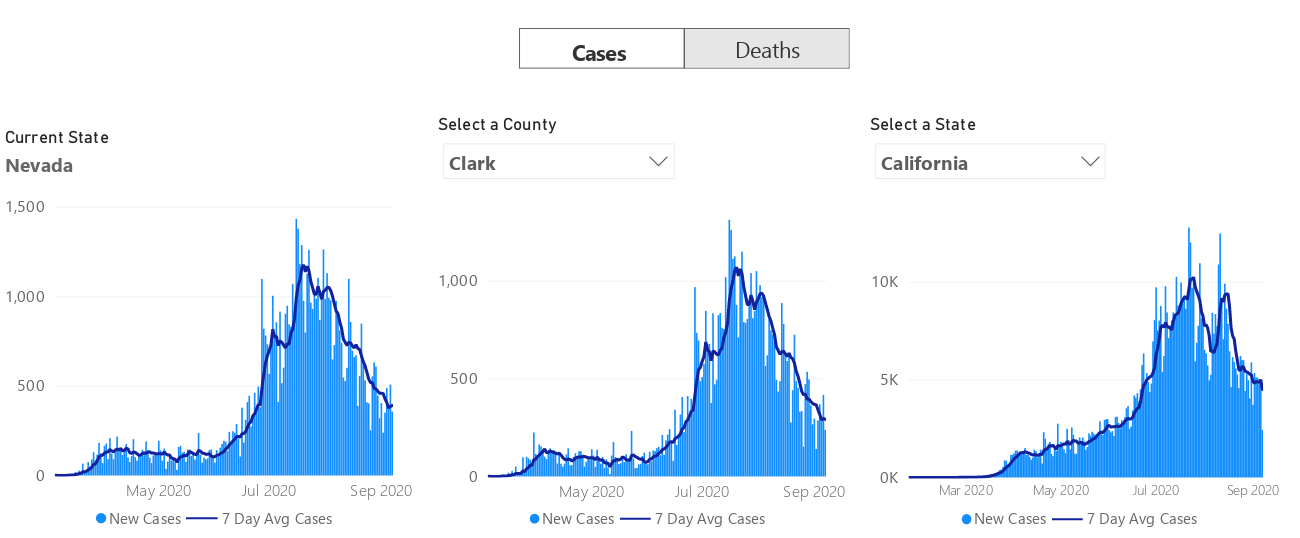 Cases Deaths
Current State
Nevada
Select a County
Clark
Select a State
California
1,500
1,000
500
0
May 2020 Jul 2020 Sep 2020
New Cases 7 Day Avg Cases
1,000
500
0
May 2020 Jul 2020 Sep 2020
New Cases 7 Day Avg Cases
10K
5K
0K
Mar 2020 May 2020 Jul 2020 Sep 2020
New Cases 7 Day Avg Cases